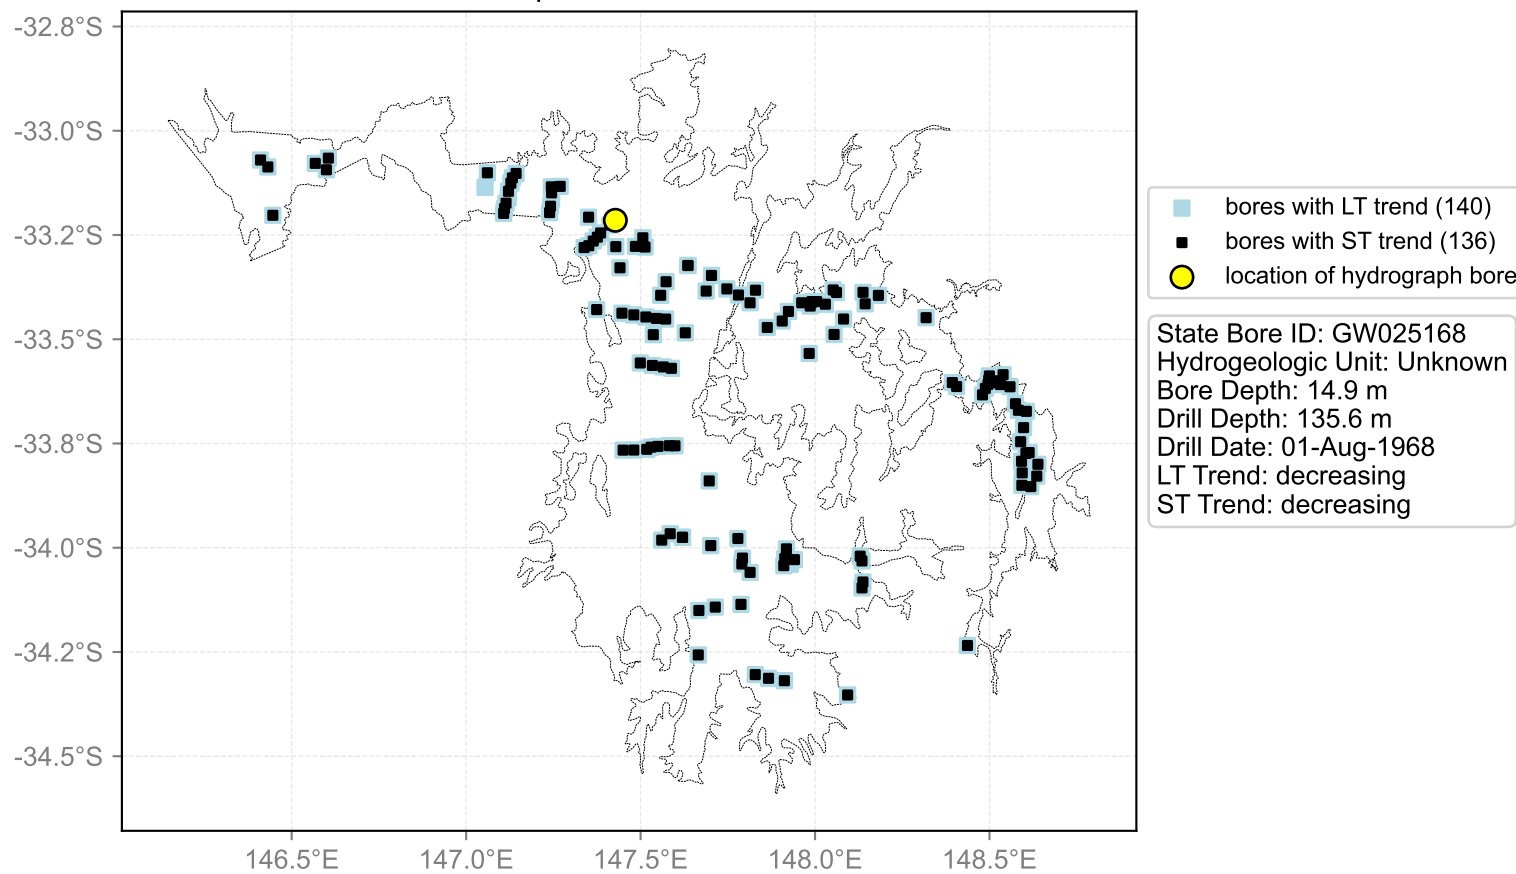 -32.8°S
-33.0°S
-33.2°S
-33.5°S
-33.8°S
-34.0°S
-34.2°S
-34.5°S
146.5°E
147.0°E
147.5°E
148.0°E
148.5°E
bores with LT trend (140)
bores with ST trend (136)
location of hydrograph bore
State Bore ID: GW025168
Hydrogeologic Unit: Unknown
Bore Depth: 14.9 m
Drill Depth: 135.6 m
Drill Date: 01-Aug-1968
LT Trend: decreasing
ST Trend: decreasing